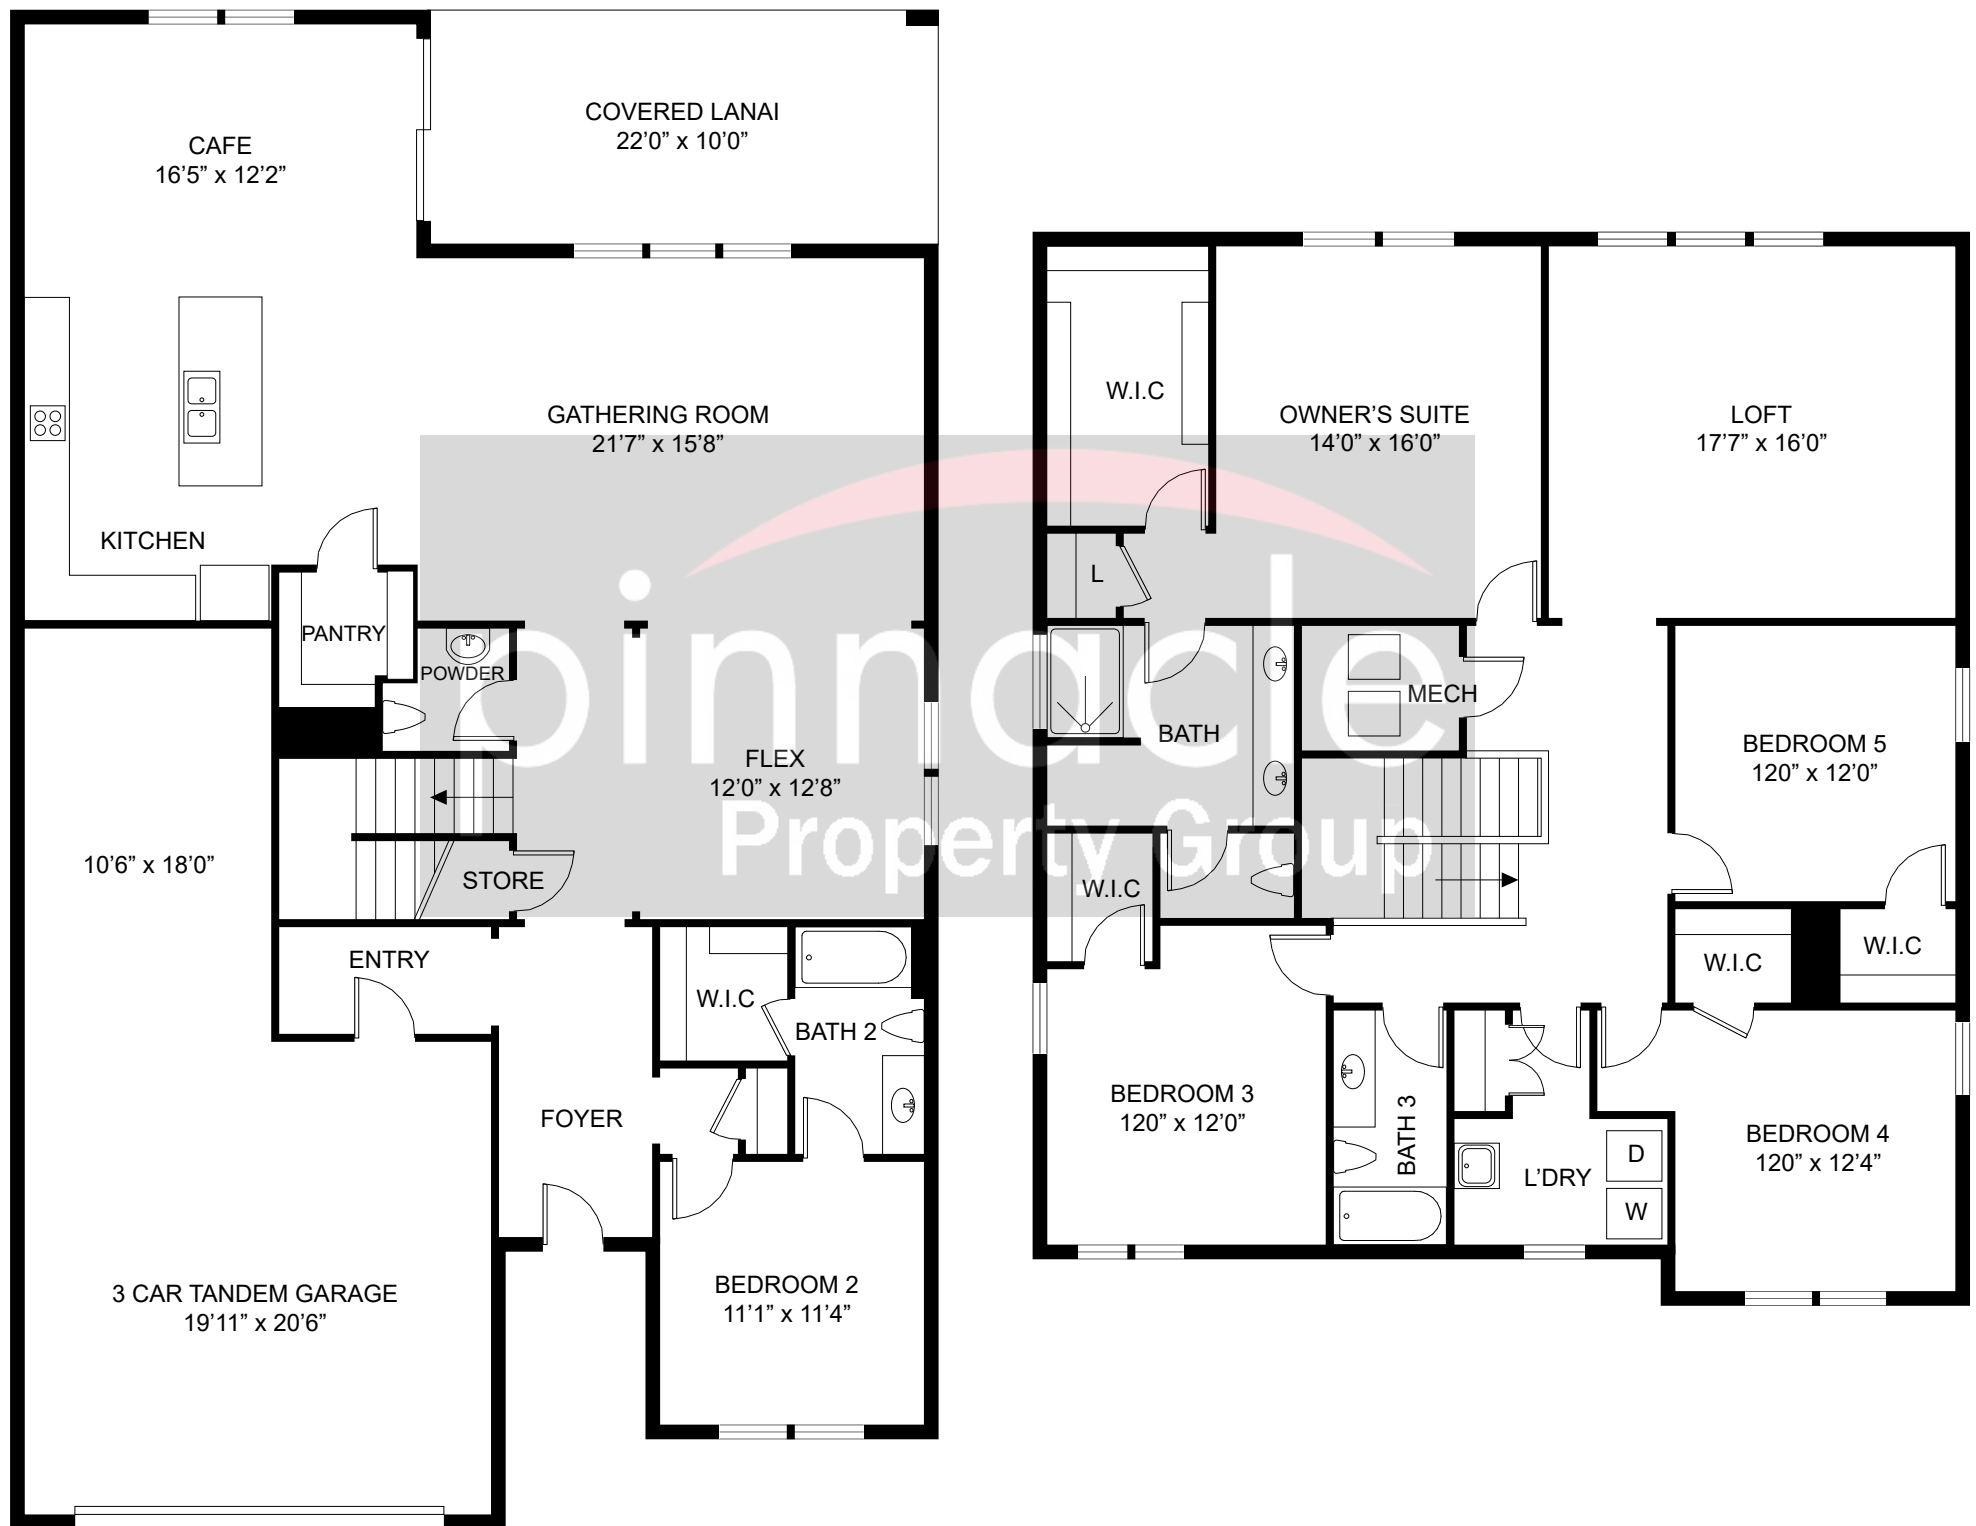 CAFE
16’5” x 12’2”
COVERED LANAI
22’0” x 10’0”
GATHERING ROOM
21’7” x 15’8”
KITCHEN
PANTRY
POWDER
FLEX
12’0” x 12’8”
10’6” x 18’0”
STORE
ENTRY
W.I.C
BATH 2
FOYER
3 CAR TANDEM GARAGE
19’11” x 20’6”
BEDROOM 2
11’1” x 11’4”
W.I.C
OWNER’S SUITE
14’0” x 16’0”
LOFT
17’7” x 16’0”
L
BATH
MECH
BEDROOM 5
120” x 12’0”
W.I.C
W.I.C
W.I.C
BEDROOM 3
120” x 12’0”
BATH 3
L’DRY
D
W
BEDROOM 4
120” x 12’4”
pinnacle
Property Group